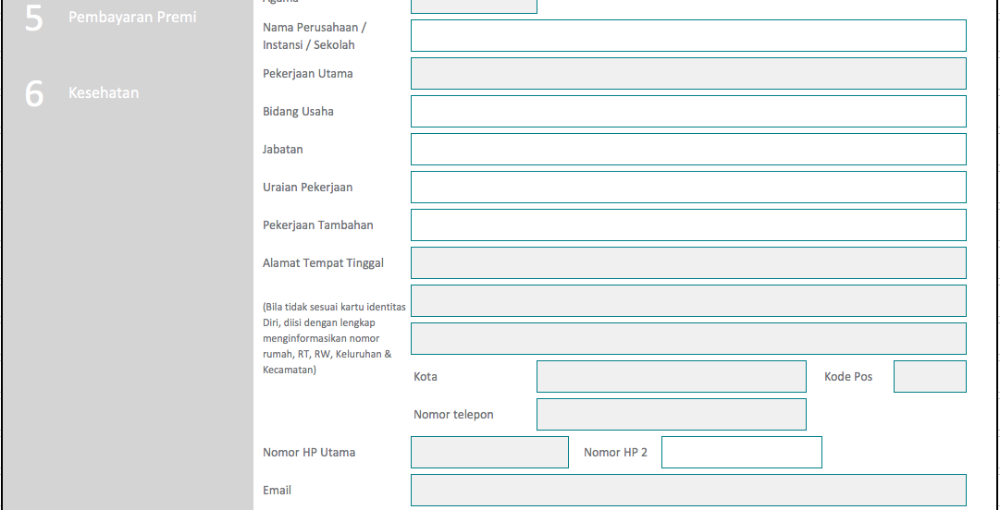 Agama
5 Pembayaran Premi
Nama Perusahaan /
Instansi / Sekolah
Pekerjaan Utama
6 Kesehatan
Bidang Usaha
Jabatan
Uraian Pekerjaan
Pekerjaan Tambahan
Alamat Tempat Tinggal
(Bila tidak sesuai kartu identitas
Diri, diisi dengan lengkap
menginformasikan nomor
rumah, RT, RW, Keluruhan &
Kecamatan)
Kota Kode Pos
Nomor telepon
Nomor HP Utama Nomor HP 2
Email